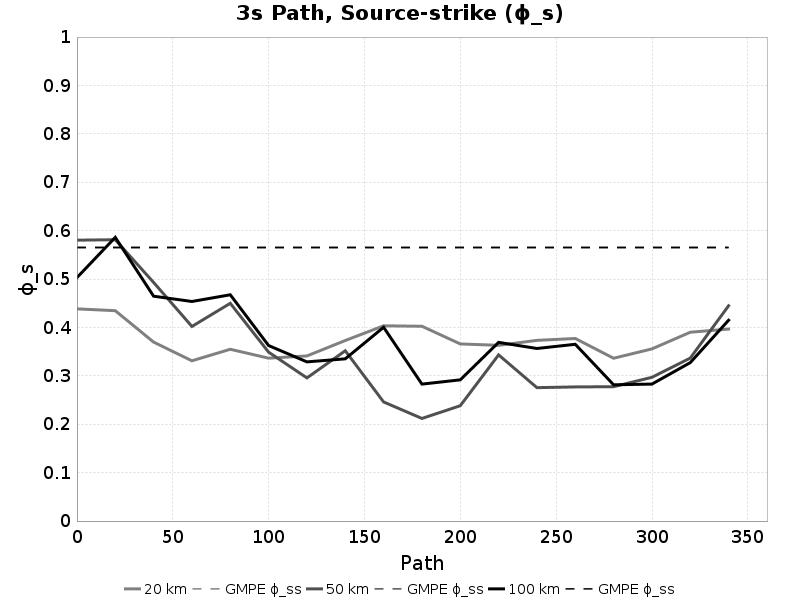 3s Path, Source-strike (ϕ_s)
1
0.9
0.8
0.7
0.6
0.5
0.4
0.3
0.2
0.1
0
ϕ_s
0 50 100 150 200 250 300 350
Path
20 km GMPE ϕ_ss 50 km GMPE ϕ_ss 100 km GMPE ϕ_ss